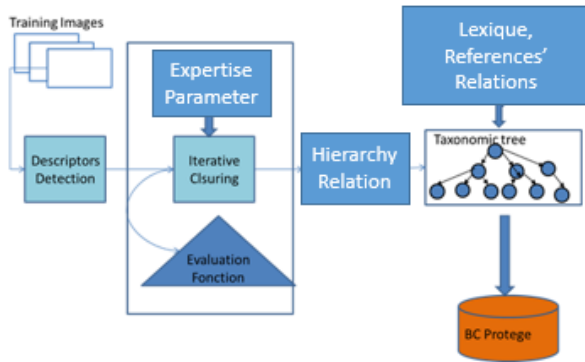 Training Images
Expertise
Parameter
Lexique,
References'
Relations
Descriptors
Detection
Iterative
Clsuring
Hierarchy
Relation
Taxonomic tree
Evaluation
Fonction
BC Protege